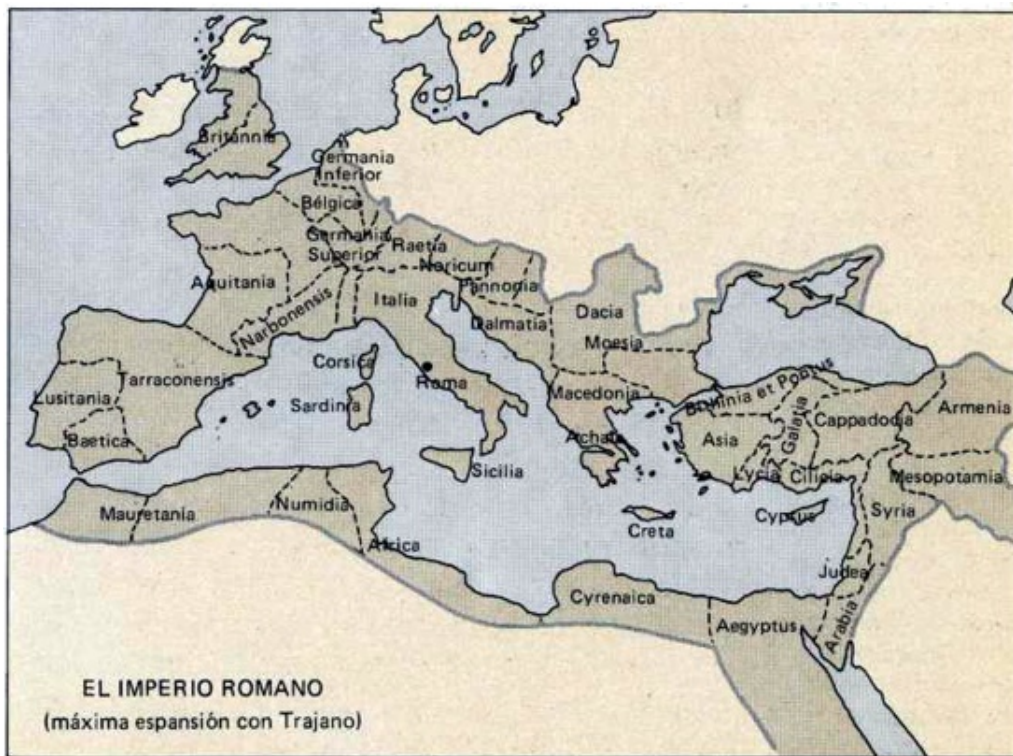 Británnia
Germania
Inferior
Bélgica
Germania
Superior
Raetia
Noricum
Pannonia
Aquitania
Narbonensis
Italia
Dalmatia
Dacia
Moesia
Corsica
Roma
Macedonia
Bithinia et Pontus
Tarraconensis
Lusitania
Sardinia
Baetica
Achaia
Asia
Galatia
Cappadocia
Armenia
Sicilia
Lycia
Cilicia
Mesopotamia
Mauretania
Numidia
Africa
Creta
Cyprus
Syria
Judea
Cyrenaica
Aegyptus
Arabia
EL IMPERIO ROMANO
(máxima espansión con Trajano)